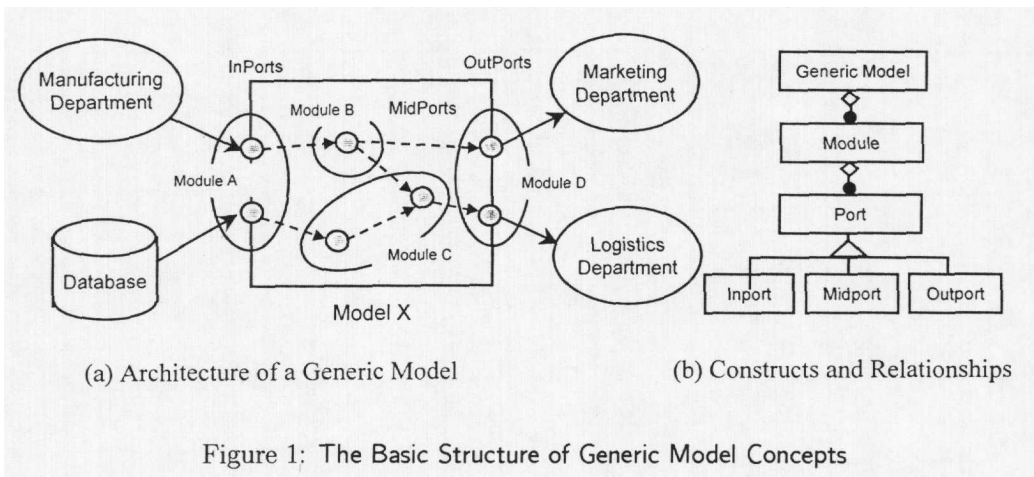 Manufacturing
Department
InPorts
OutPorts
Marketing
Department
Module B
MidPorts
Module A
Module D
Database
Module C
Logistics
Department
Model X
Generic Model
Module
Port
Inport
Midport
Outport
(a) Architecture of a Generic Model
(b) Constructs and Relationships
Figure 1: The Basic Structure of Generic Model Concepts